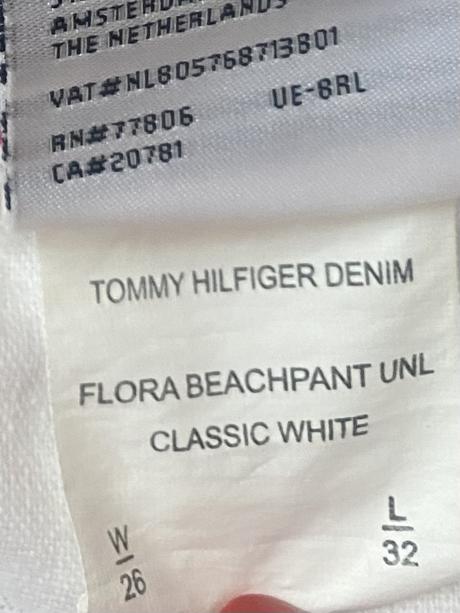 AMSTERDAM
THE NETHERLANDS
VAT#NL805768713B01
RN#77806 UE-8RL
CA#20781
TOMMY HILFIGER DENIM
FLORA BEACHPANT UNL
CLASSIC WHITE
W L
26 32